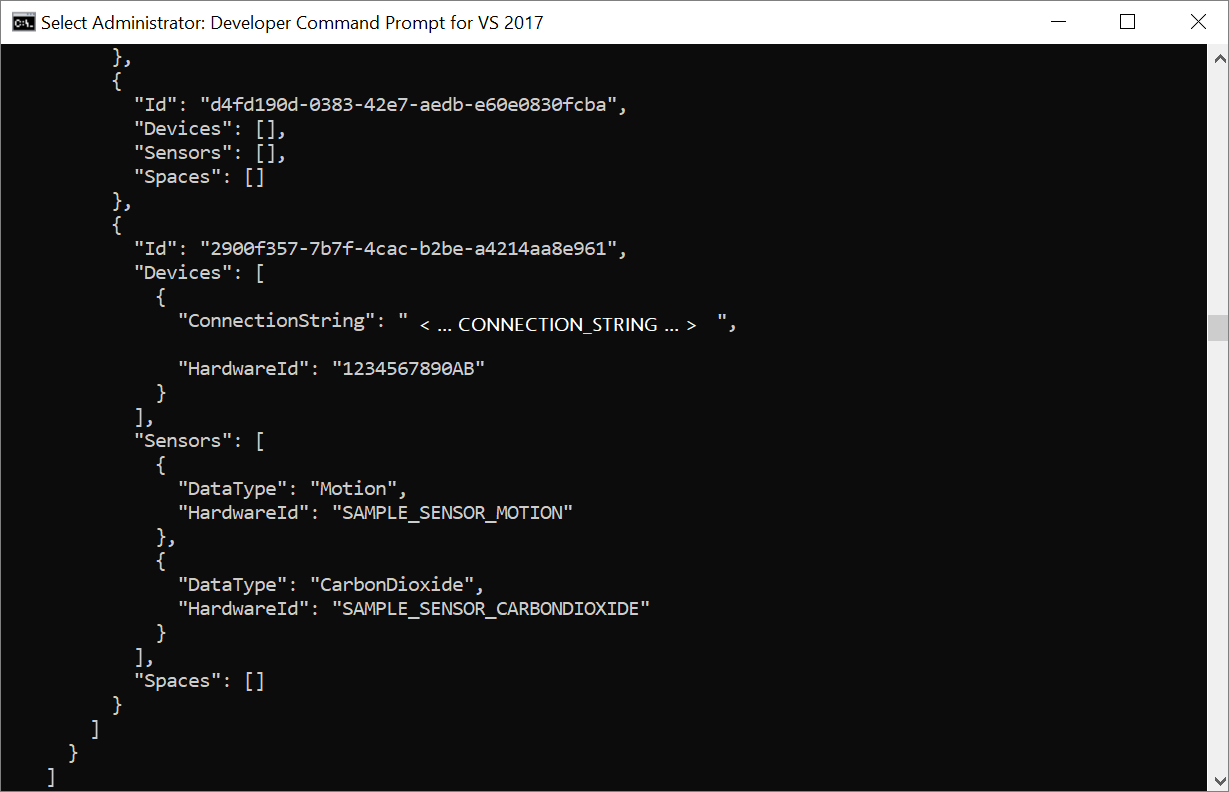 Select Administrator: Developer Command Prompt for VS 2017
},
{
"Id": "d4fd190d-0383-42e7-aedb-e60e0830fcba",
"Devices": [],
"Sensors": [],
"Spaces": []
},
{
"Id": "2900f357-7b7f-4cac-b2be-a4214aa8e961",
"Devices": [
{
"ConnectionString": " < ... CONNECTION_STRING ... > ",
"HardwareId": "1234567890AB"
}
],
"Sensors": [
{
"DataType": "Motion",
"HardwareId": "SAMPLE_SENSOR_MOTION"
},
{
"DataType": "CarbonDioxide",
"HardwareId": "SAMPLE_SENSOR_CARBONDIOXIDE"
}
],
"Spaces": []
}
]
}
]